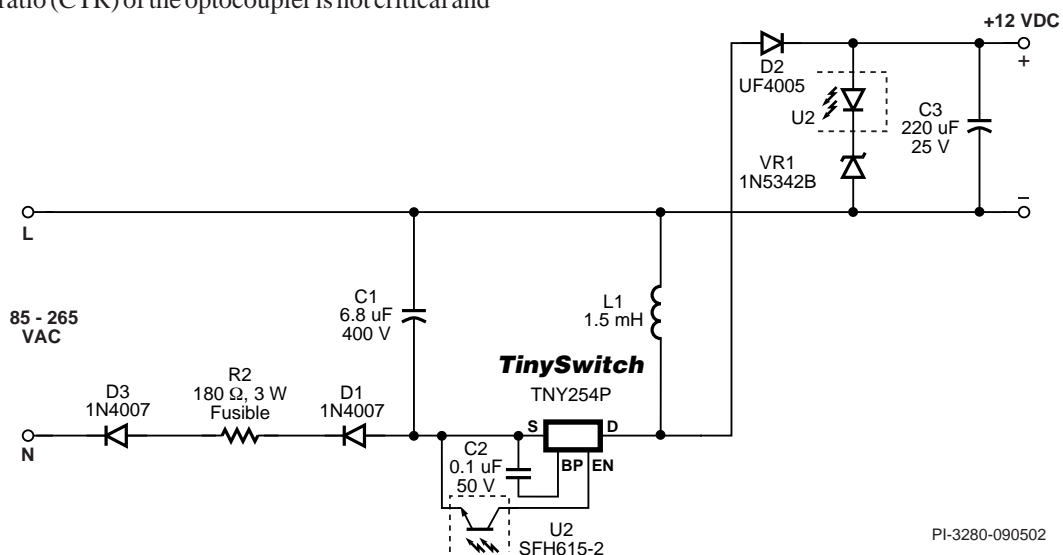 ratio (CTR) of the optocoupler is not critical and
+12 VDC
+
D2
UF4005
U2
C3
220 uF
25 V
VR1
1N5342B
–
L
C1
6.8 uF
400 V
L1
1.5 mH
85 - 265
VAC
TinySwitch
TNY254P
D3
1N4007
R2
180 Ω, 3 W
Fusible
D1
1N4007
S
D
N
C2
0.1 uF
50 V
BP
EN
U2
SFH615-2
PI-3280-090502